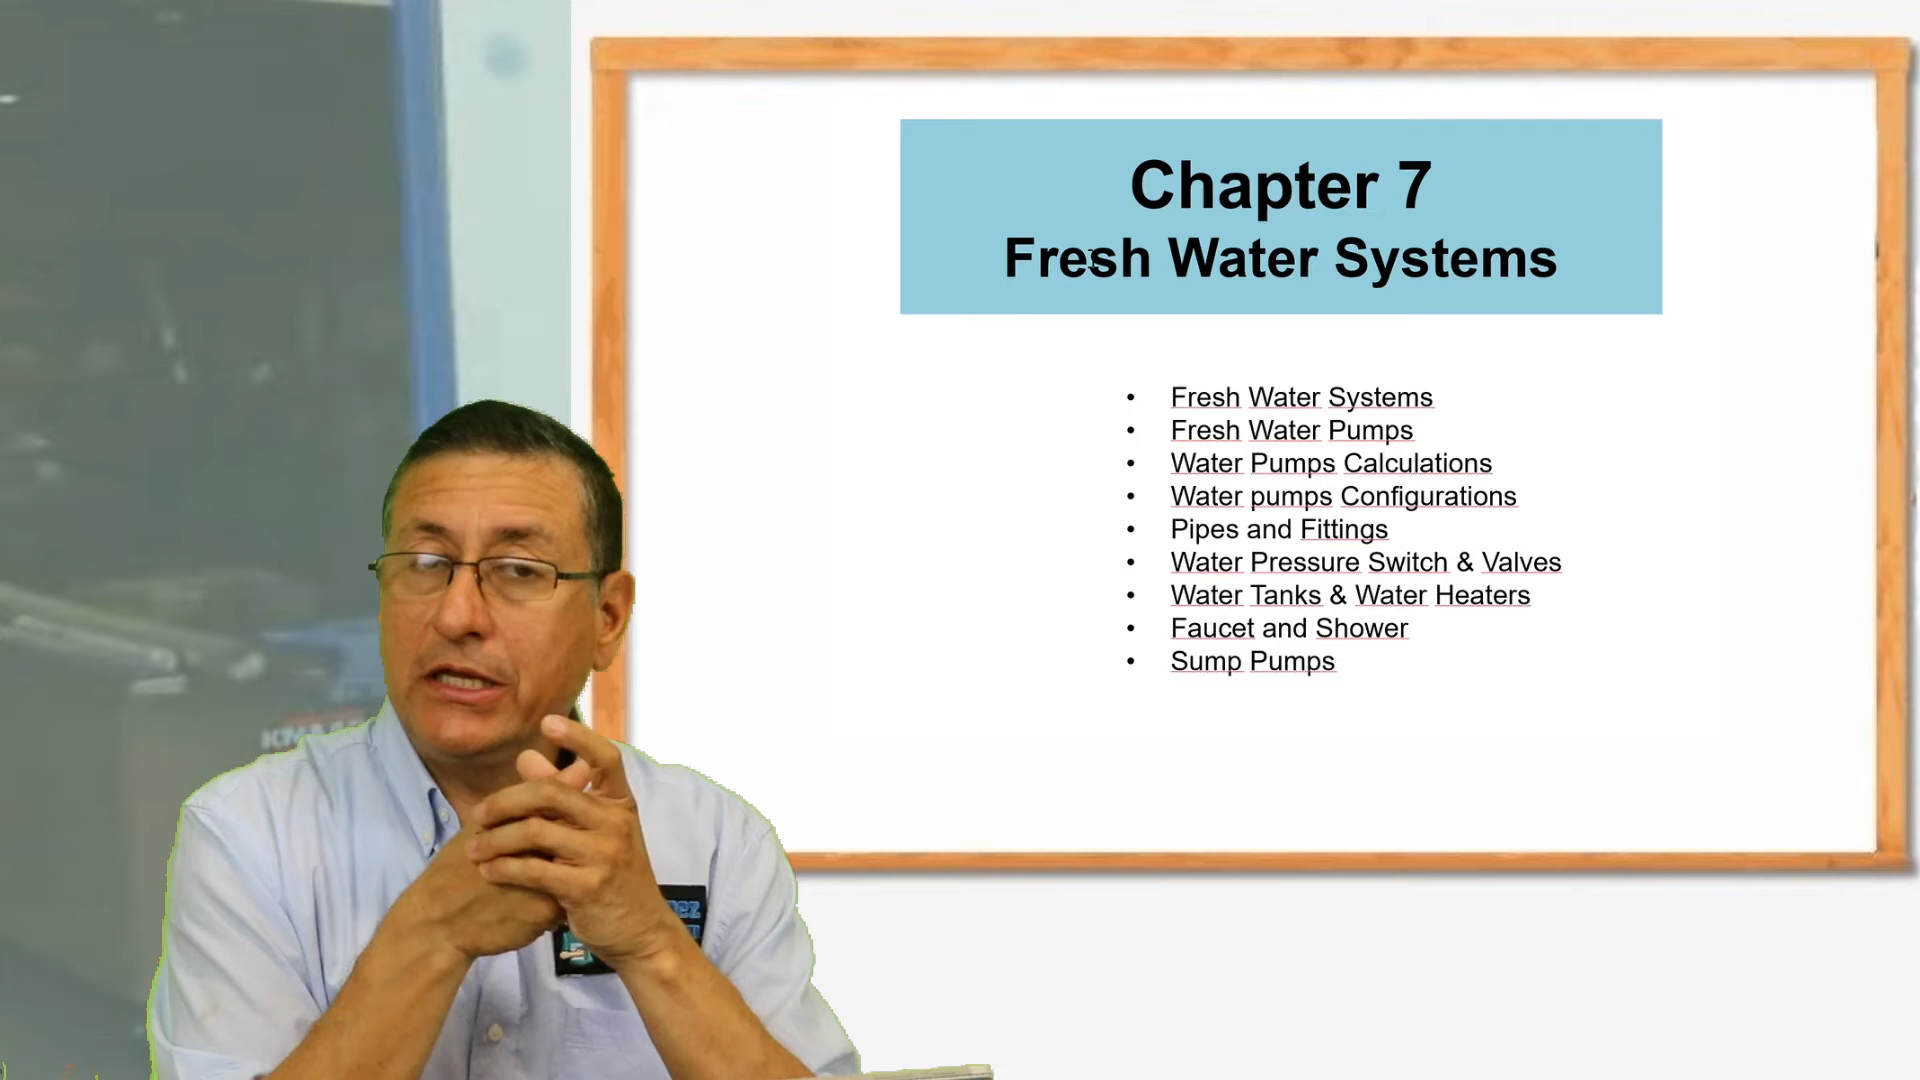 Chapter 7
Fresh Water Systems
• Fresh Water Systems
• Fresh Water Pumps
• Water Pumps Calculations
• Water pumps Configurations
• Pipes and Fittings
• Water Pressure Switch & Valves
• Water Tanks & Water Heaters
• Faucet and Shower
• Sump Pumps